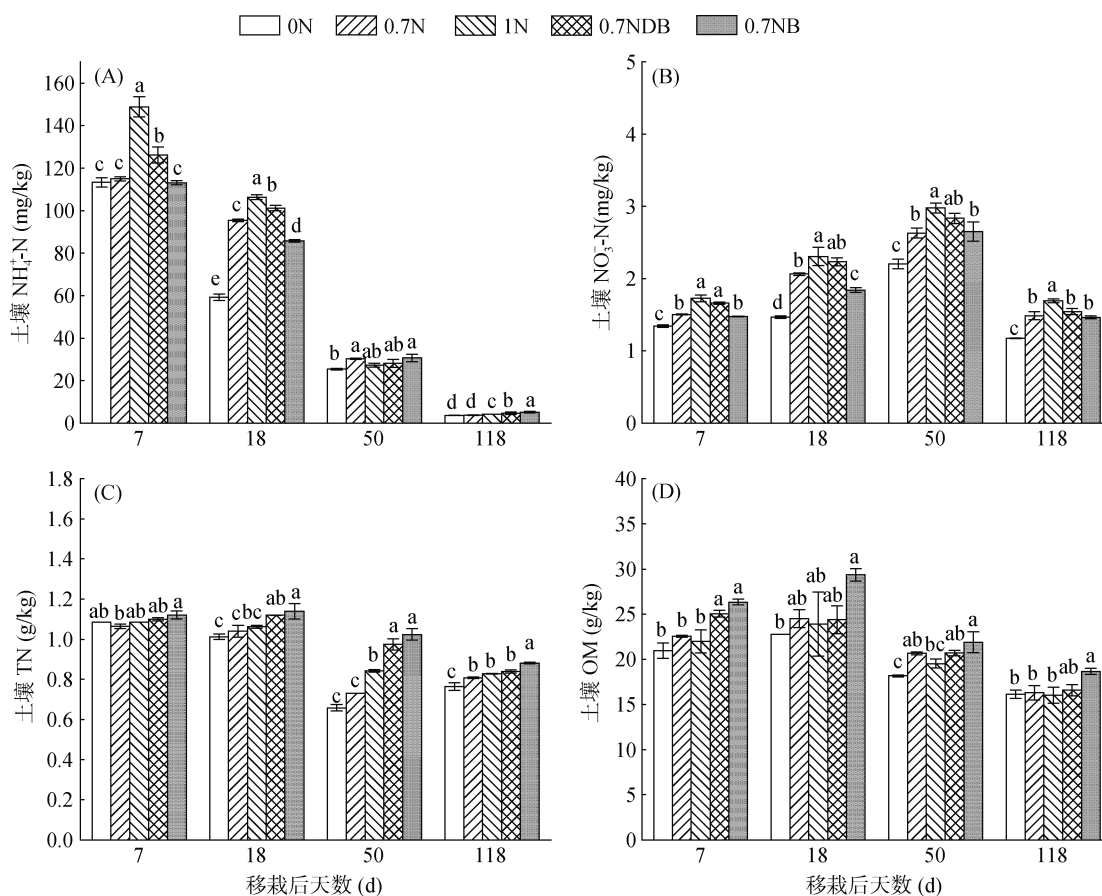 0N 0.7N 1N 0.7NDB 0.7NB
(A)
土壤 NH₄⁺-N (mg/kg)
160
140
120
100
80
60
40
20
0
c c a b c
e c a b d
b a ab ab a
d d c b a
7 18 50 118
(B)
土壤 NO₃⁻-N(mg/kg)
5
4
3
2
1
0
c b a a b
d b a ab c
c b a ab b
c b a b b
7 18 50 118
(C)
土壤 TN (g/kg)
1.8
1.6
1.4
1.2
1.0
0.8
0.6
0.4
0.2
0.0
ab b ab ab a
c c bc ab a
c c b a a
c b b b a
7 18 50 118
移栽后天数 (d)
(D)
土壤 OM (g/kg)
40
35
30
25
20
15
10
5
0
b b b a a
b ab ab ab a
c ab bc ab a
b b b ab a
7 18 50 118
移栽后天数 (d)